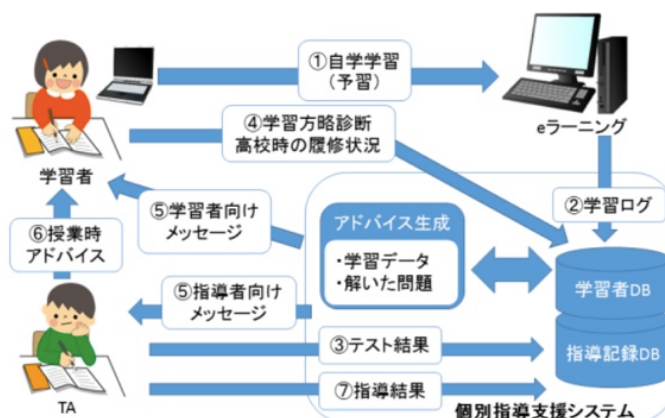 ①自学学習
（予習）
eラーニング
④学習方略診断
高校時の履修状況
学習者
②学習ログ
⑤学習者向け
メッセージ
アドバイス生成
・学習データ
・解いた問題
⑥授業時
アドバイス
学習者DB
⑤指導者向け
メッセージ
③テスト結果
指導記録DB
⑦指導結果
TA
個別指導支援システム